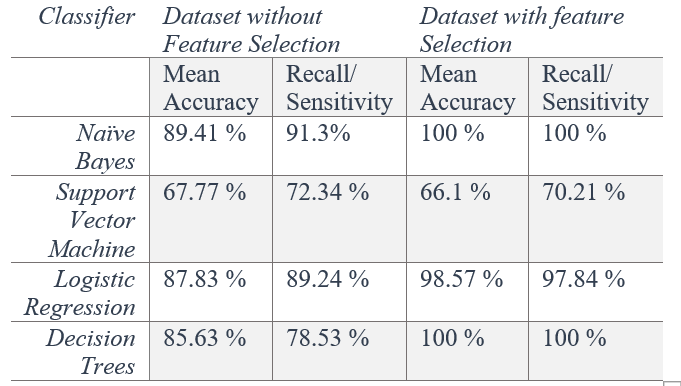 Classifier Dataset without Dataset with feature
Feature Selection Selection
Mean Recall/ Mean Recall/
Accuracy Sensitivity Accuracy Sensitivity
Naïve 89.41 % 91.3% 100 % 100 %
Bayes
Support 67.77 % 72.34 % 66.1 % 70.21 %
Vector
Machine
Logistic 87.83 % 89.24 % 98.57 % 97.84 %
Regression
Decision 85.63 % 78.53 % 100 % 100 %
Trees